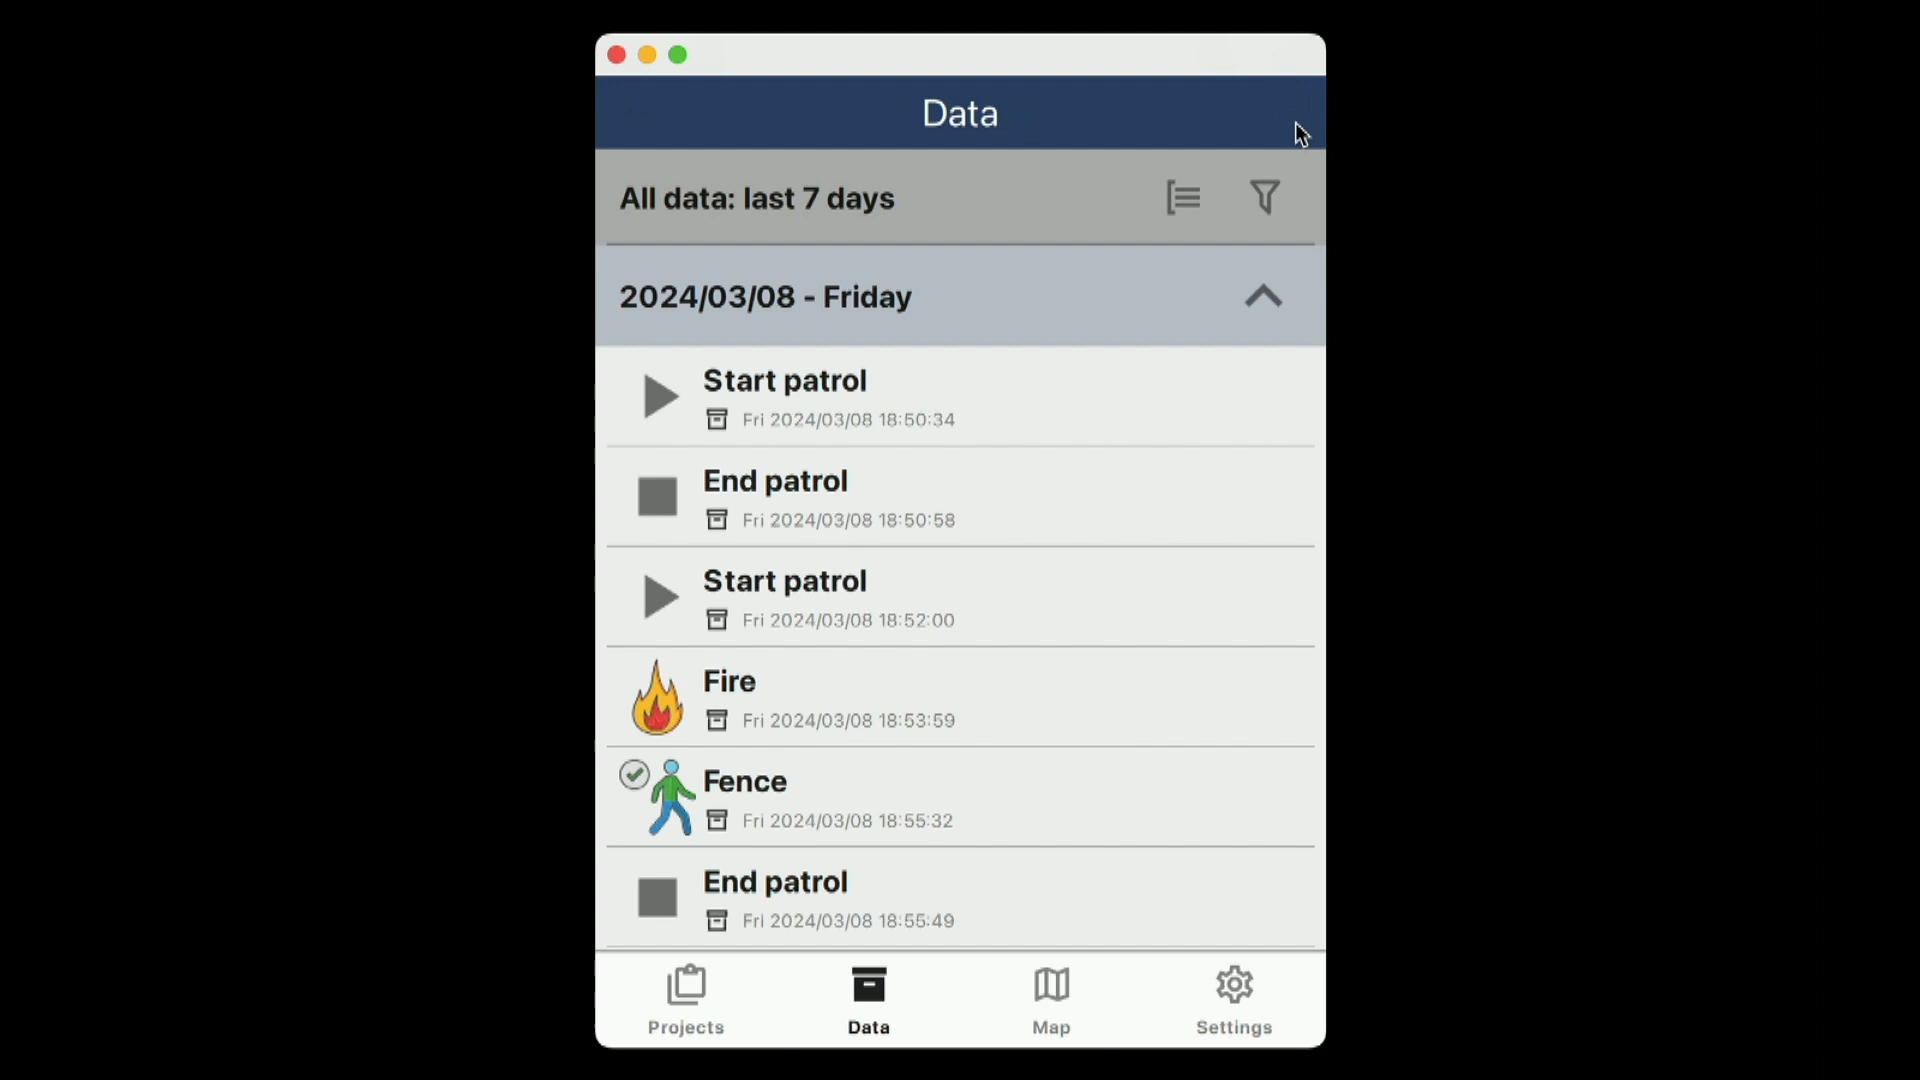 Data
All data: last 7 days
2024/03/08 - Friday
Start patrol
Fri 2024/03/08 18:50:34
End patrol
Fri 2024/03/08 18:50:58
Start patrol
Fri 2024/03/08 18:52:00
Fire
Fri 2024/03/08 18:53:59
Fence
Fri 2024/03/08 18:55:32
End patrol
Fri 2024/03/08 18:55:49
Projects
Data
Map
Settings